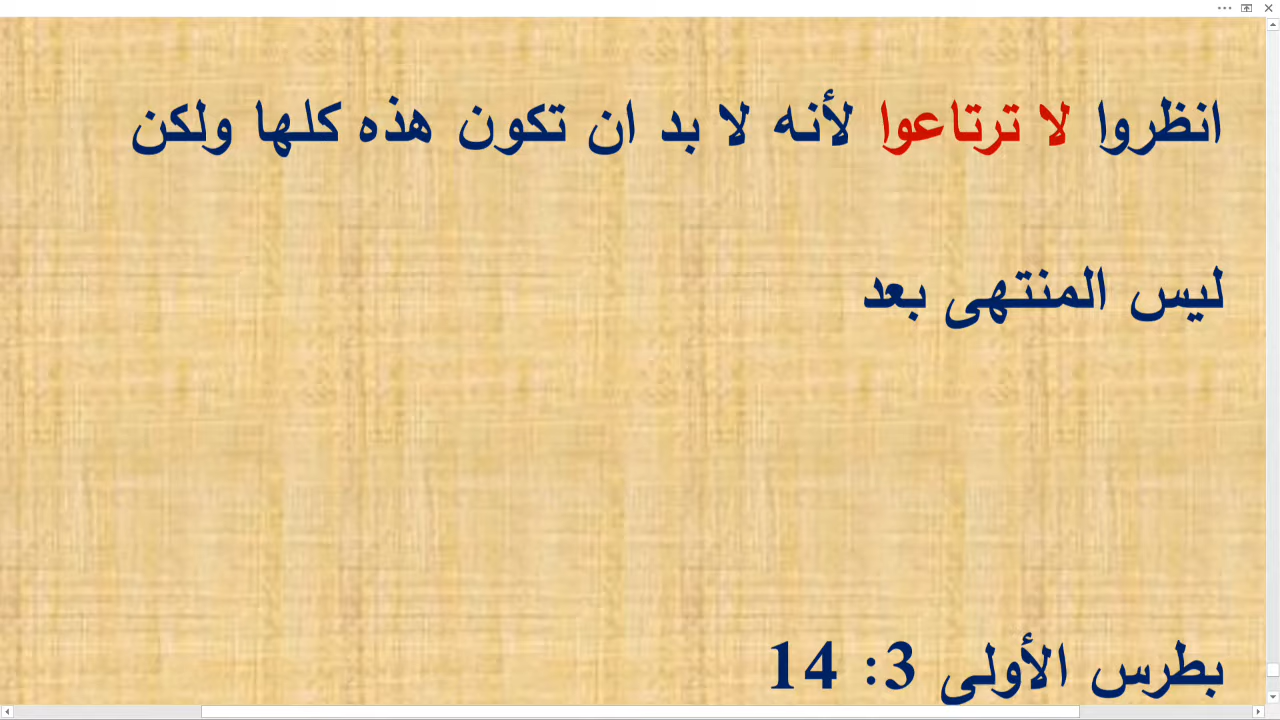 انظروا لا ترتاعوا لأنه لا بد ان تكون هذه كلها ولكن
ليس المنتهى بعد
بطرس الأولى 3: 14